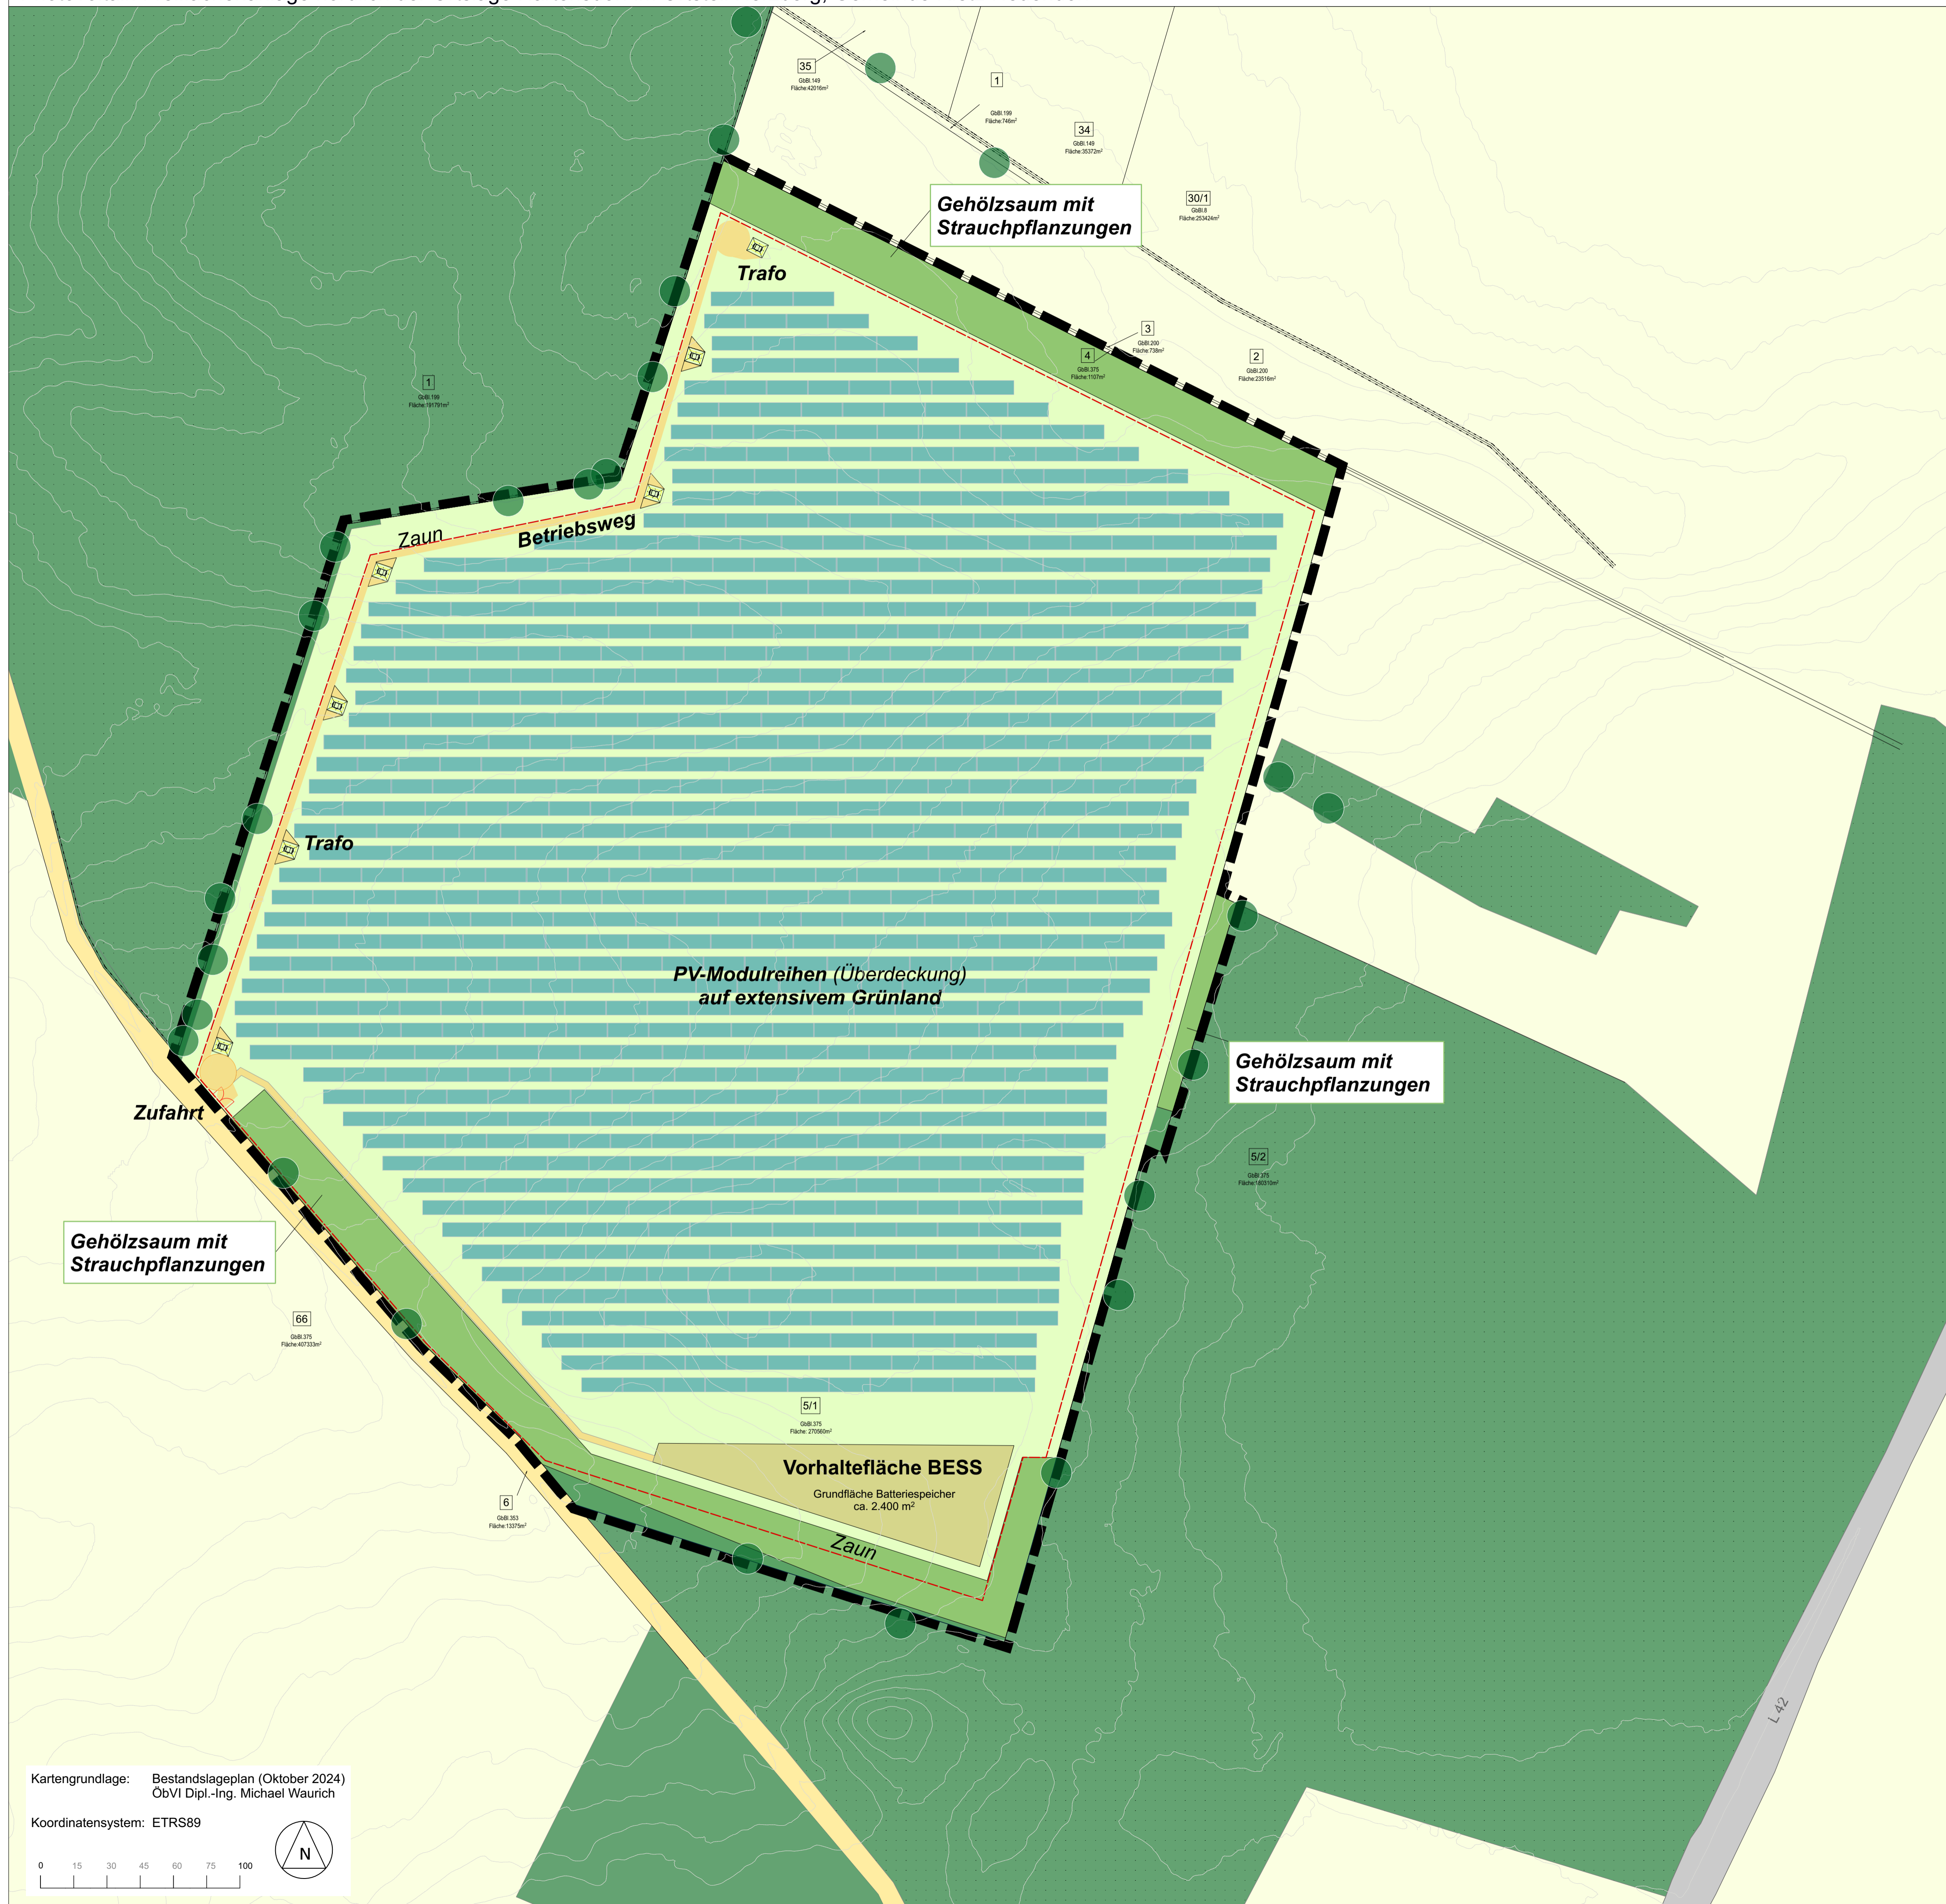 35
GbBl.149
Fläche:42016m²
1
GbBl.199
Fläche:746m²
34
GbBl.149
Fläche:35372m²
30/1
GbBl.8
Fläche:253424m²
Gehölzsaum mit
Strauchpflanzungen
Trafo
3
GbBl.200
Fläche:738m²
4
GbBl.375
Fläche:1107m²
2
GbBl.200
Fläche:23516m²
1
GbBl.199
Fläche:191791m²
Zaun
Betriebsweg
Trafo
PV-Modulreihen (Überdeckung)
auf extensivem Grünland
Gehölzsaum mit
Strauchpflanzungen
Zufahrt
5/2
GbBl.375
Fläche:180310m²
Gehölzsaum mit
Strauchpflanzungen
66
GbBl.375
Fläche:407333m²
5/1
GbBl.375
Fläche: 270560m²
Vorhaltefläche BESS
Grundfläche Batteriespeicher
ca. 2.400 m²
6
GbBl.353
Fläche:13375m²
Zaun
L 42
Kartengrundlage: Bestandslageplan (Oktober 2024)
ÖbVI Dipl.-Ing. Michael Waurich
Koordinatensystem: ETRS89
N
0 15 30 45 60 75 100